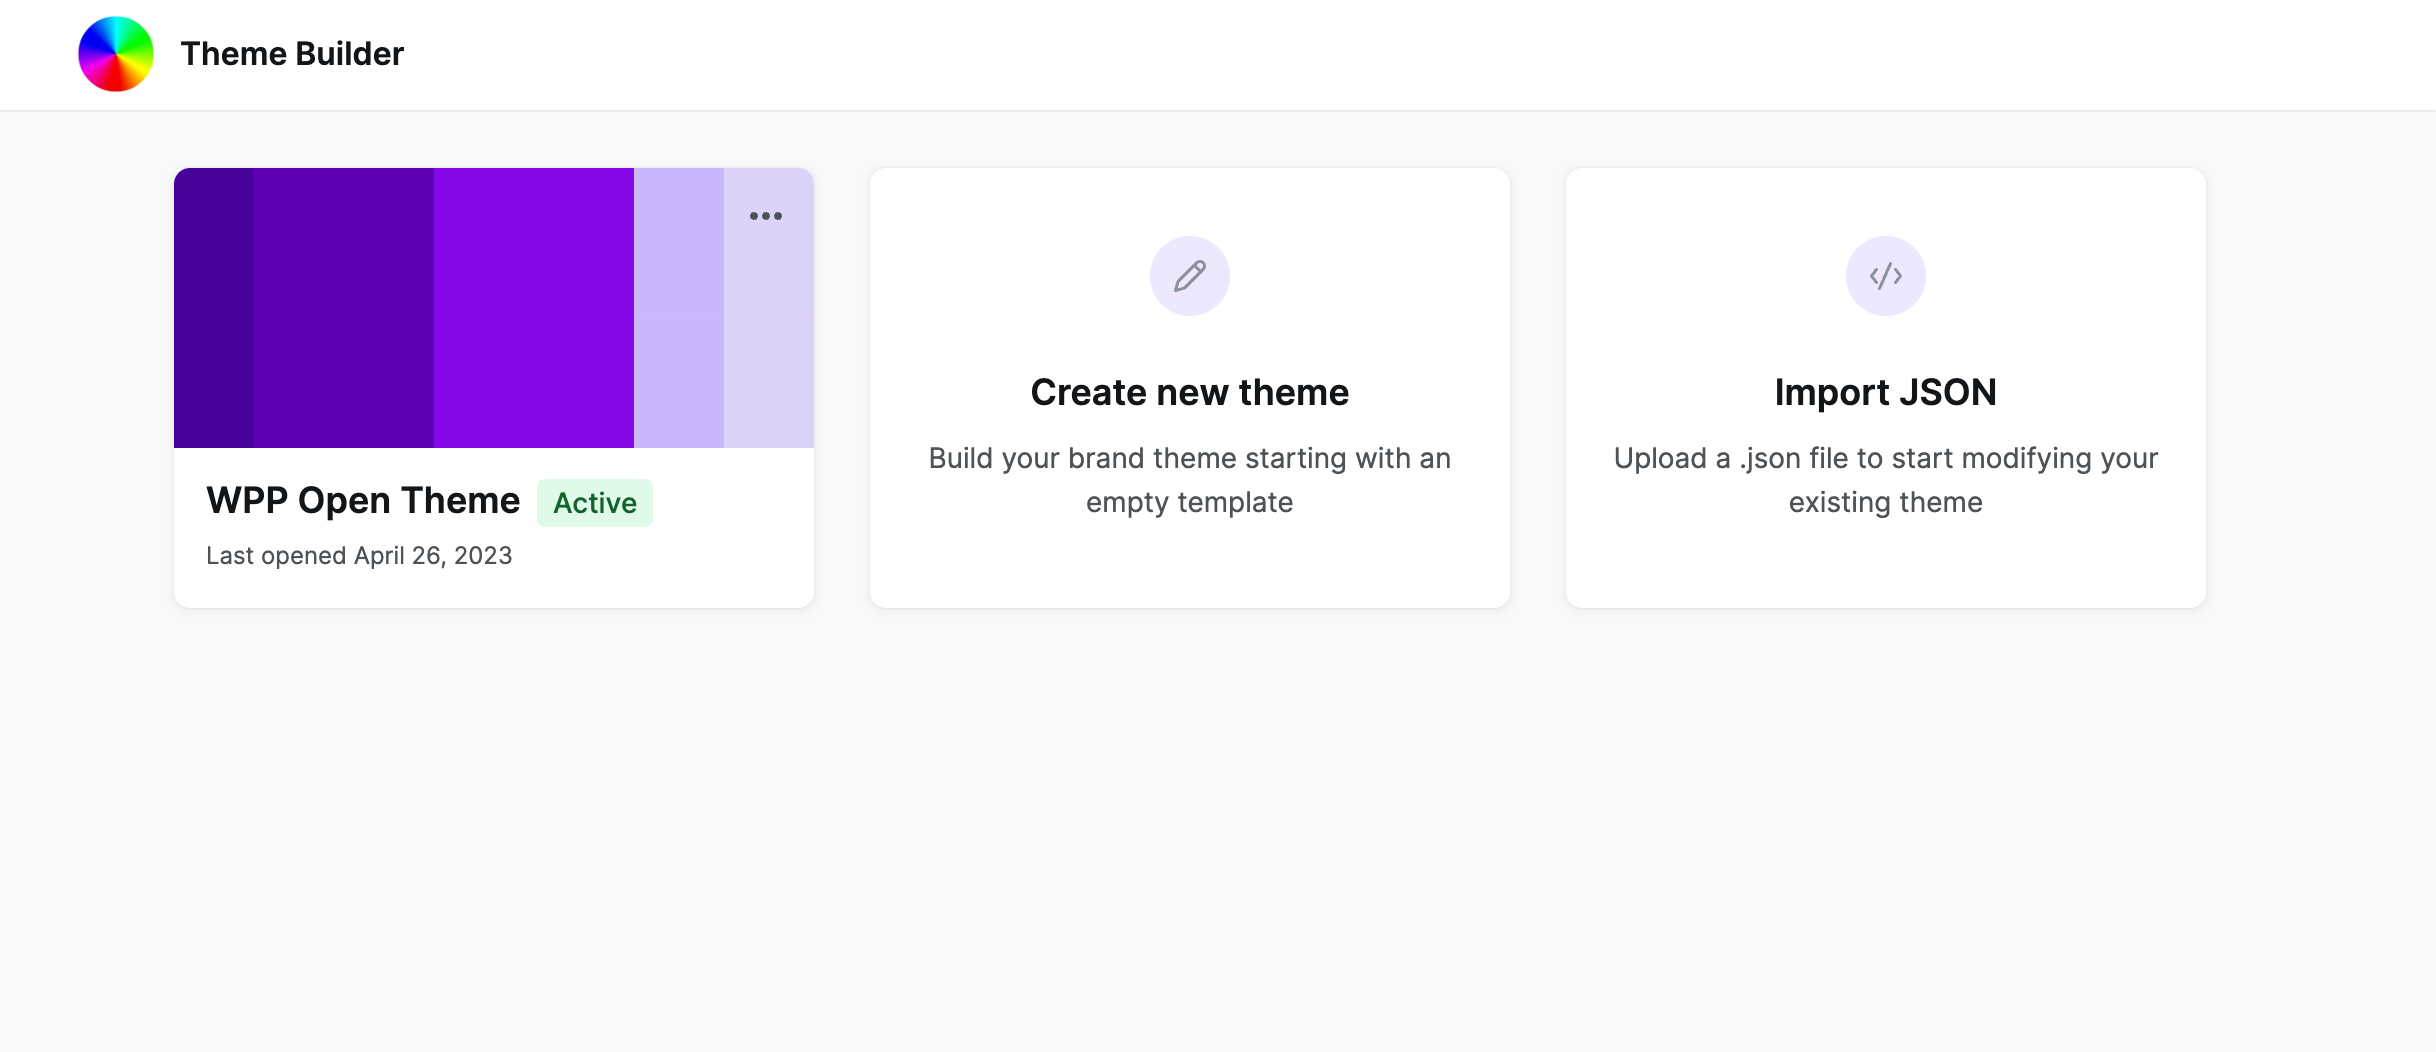 Theme Builder
WPP Open Theme
Active
Last opened April 26, 2023
Create new theme
Build your brand theme starting with an
empty template
Import JSON
Upload a .json file to start modifying your
existing theme